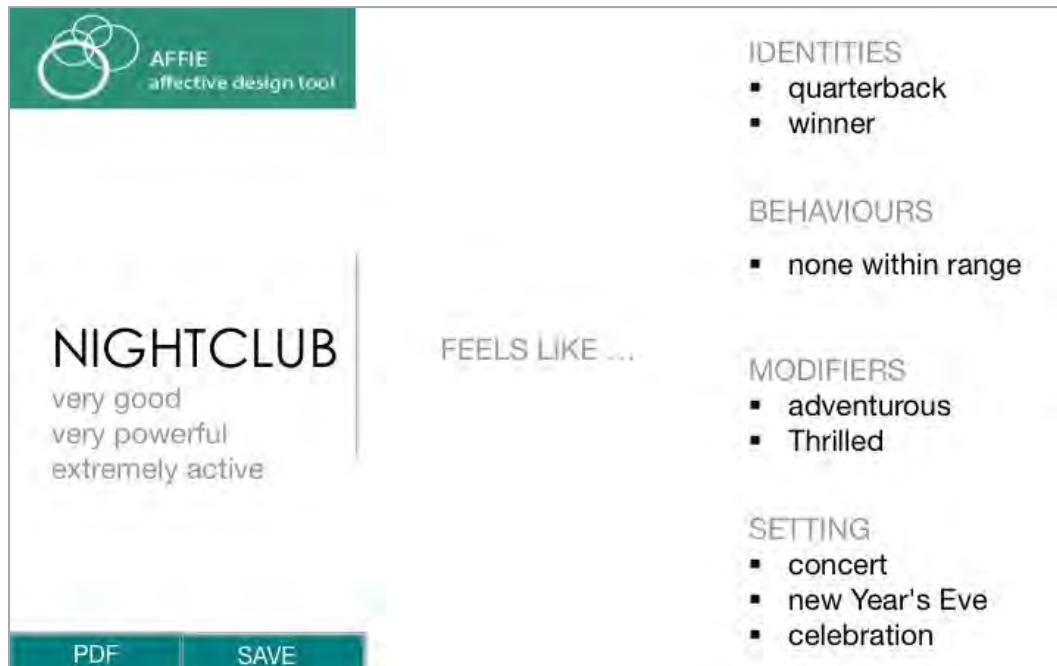 AFFIE
affective design tool
NIGHTCLUB
very good
very powerful
extremely active
PDF
SAVE
FEELS LIKE ...
IDENTITIES
▪ quarterback
▪ winner
BEHAVIOURS
▪ none within range
MODIFIERS
▪ adventurous
▪ Thrilled
SETTING
▪ concert
▪ new Year's Eve
▪ celebration